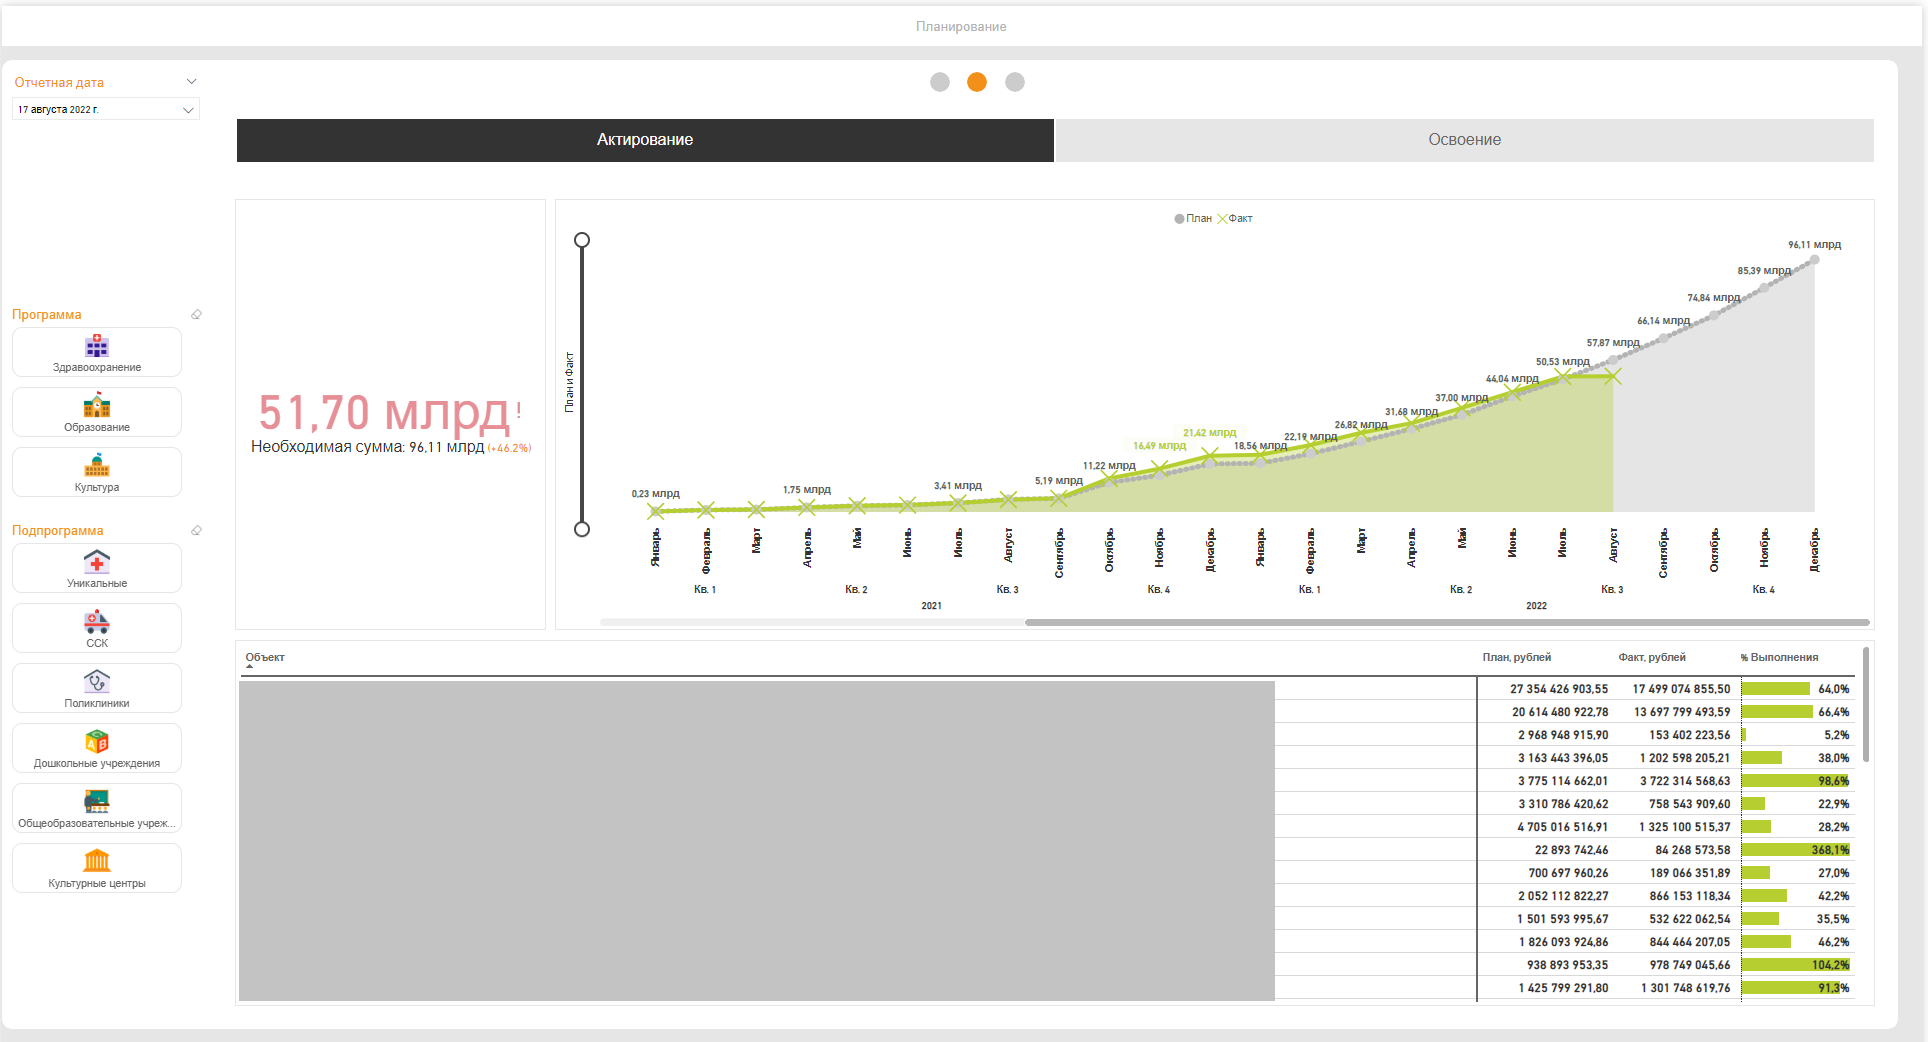 Планирование
Отчетная дата
17 августа 2022 г.
Актирование
Освоение
Программа
Здравоохранение
Образование
Культура
Подпрограмма
Уникальные
ССК
Поликлиники
Дошкольные учреждения
Общеобразовательные учреж...
Культурные центры
51,70 млрд!
Необходимая сумма: 96,11 млрд (+46.2%)
План Факт
План и Факт
0,23 млрд
1,75 млрд
3,41 млрд
5,19 млрд
11,22 млрд
16,49 млрд
21,42 млрд
18,56 млрд
22,19 млрд
26,82 млрд
31,68 млрд
37,00 млрд
44,04 млрд
50,53 млрд
57,87 млрд
66,14 млрд
74,84 млрд
85,39 млрд
96,11 млрд
Январь Февраль Март Апрель Май Июнь Июль Август Сентябрь Октябрь Ноябрь Декабрь Январь Февраль Март Апрель Май Июнь Июль Август Сентябрь Октябрь Ноябрь Декабрь
Кв. 1 Кв. 2 Кв. 3 Кв. 4 Кв. 1 Кв. 2 Кв. 3 Кв. 4
2021 2022
Объект План, рублей Факт, рублей % Выполнения
27 354 426 903,55 17 499 074 855,50 64,0%
20 614 480 922,78 13 697 799 493,59 66,4%
2 968 948 915,90 153 402 223,56 5,2%
3 163 443 396,05 1 202 598 205,21 38,0%
3 775 114 662,01 3 722 314 568,63 98,6%
3 310 786 420,62 758 543 909,60 22,9%
4 705 016 516,91 1 325 100 515,37 28,2%
22 893 742,46 84 268 573,58 368,1%
700 697 960,26 189 066 351,89 27,0%
2 052 112 822,27 866 153 118,34 42,2%
1 501 593 995,67 532 622 062,54 35,5%
1 826 093 924,86 844 464 207,05 46,2%
938 893 953,35 978 749 045,66 104,2%
1 425 799 291,80 1 301 748 619,76 91,3%